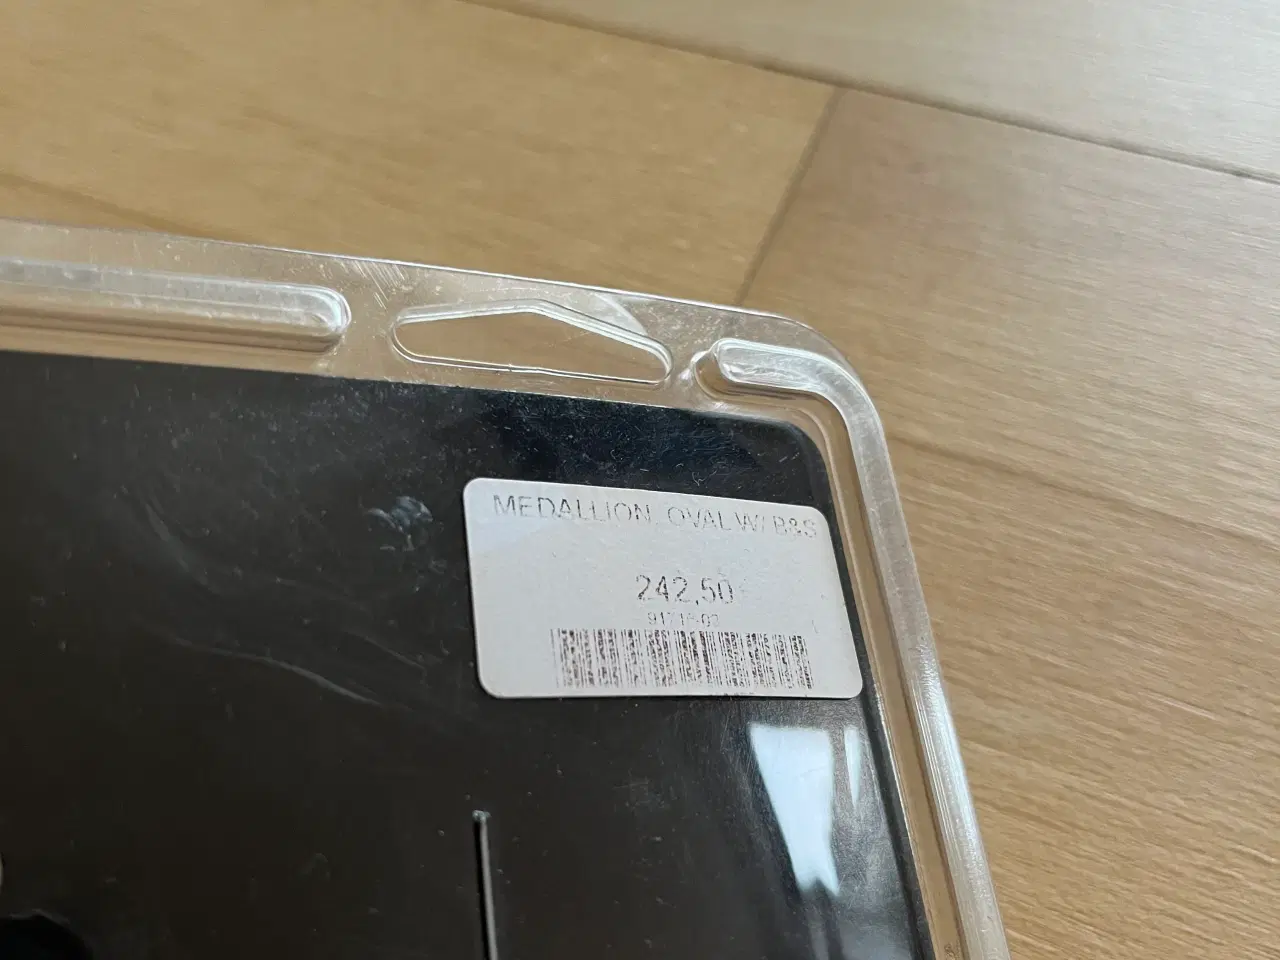 MEDALLION, OVAL W/ B&S
242,50